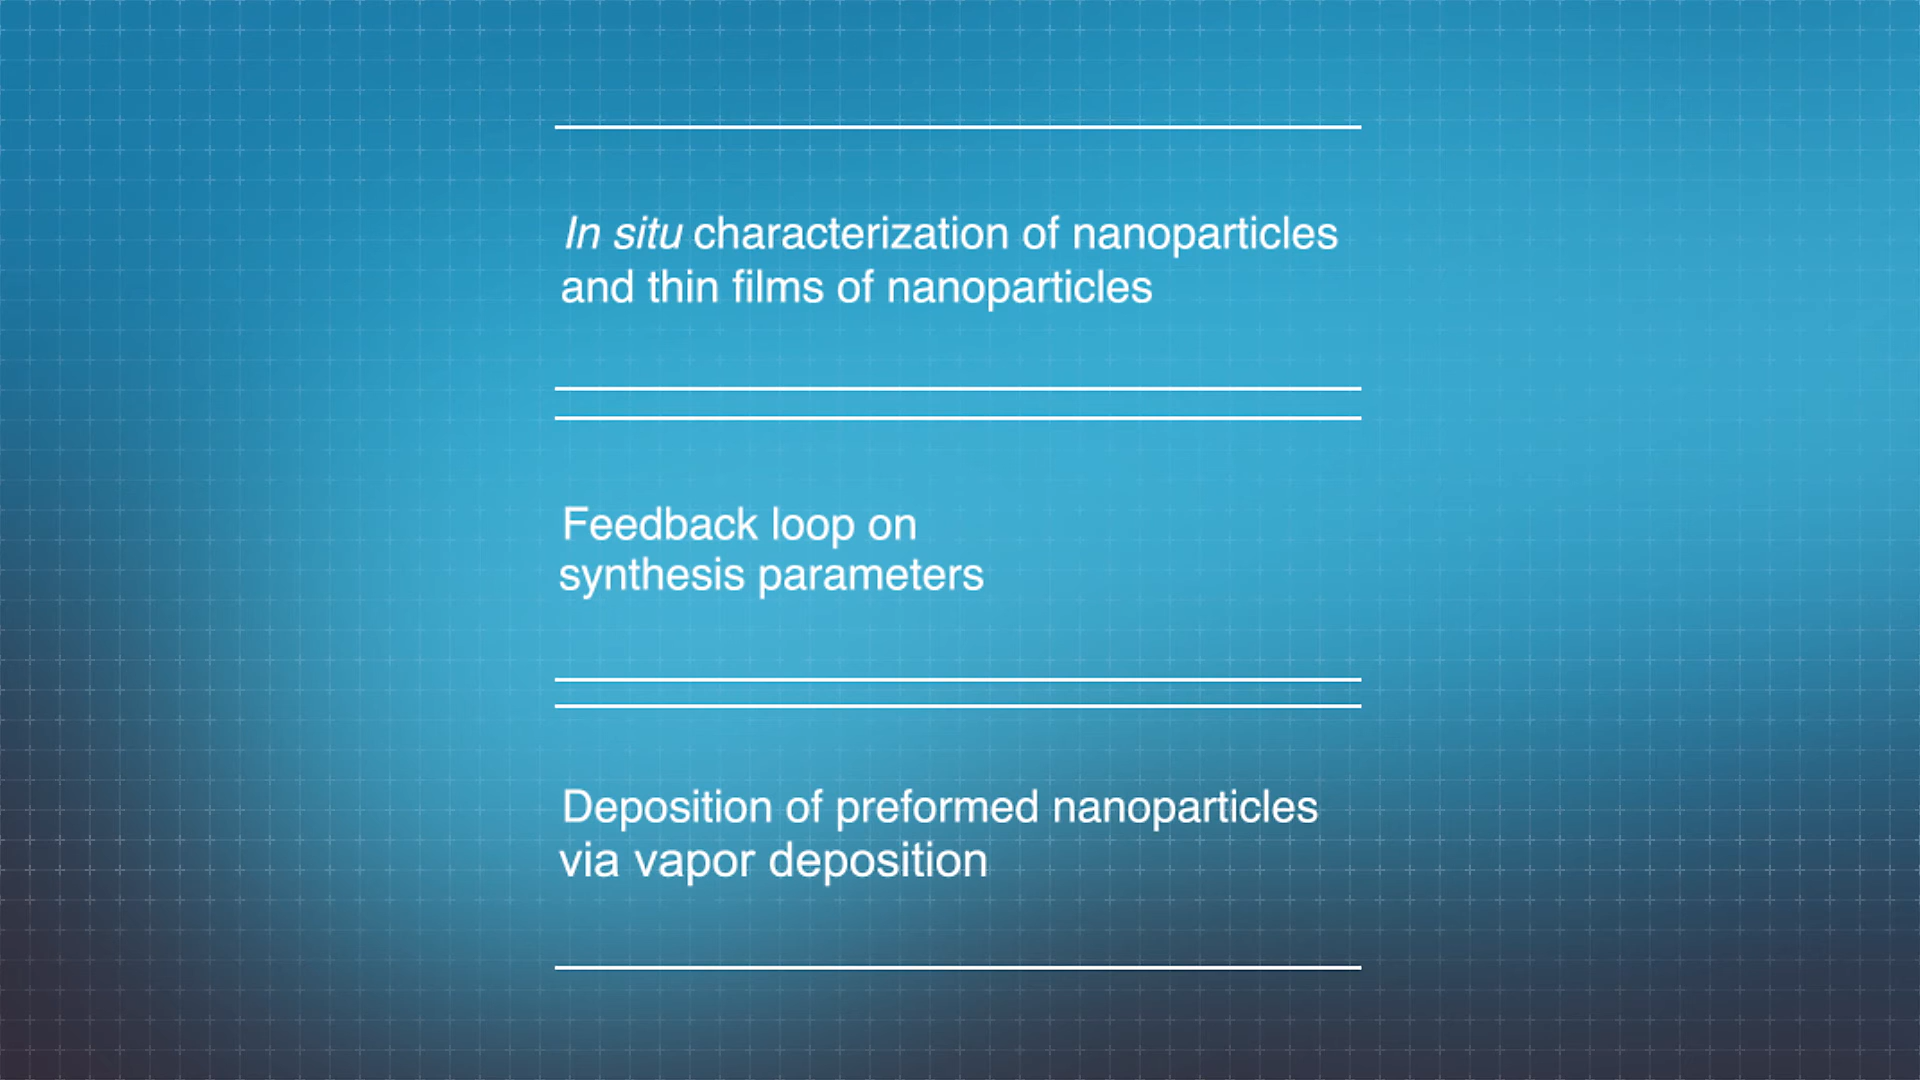 In situ characterization of nanoparticles
and thin films of nanoparticles
Feedback loop on
synthesis parameters
Deposition of preformed nanoparticles
via vapor deposition